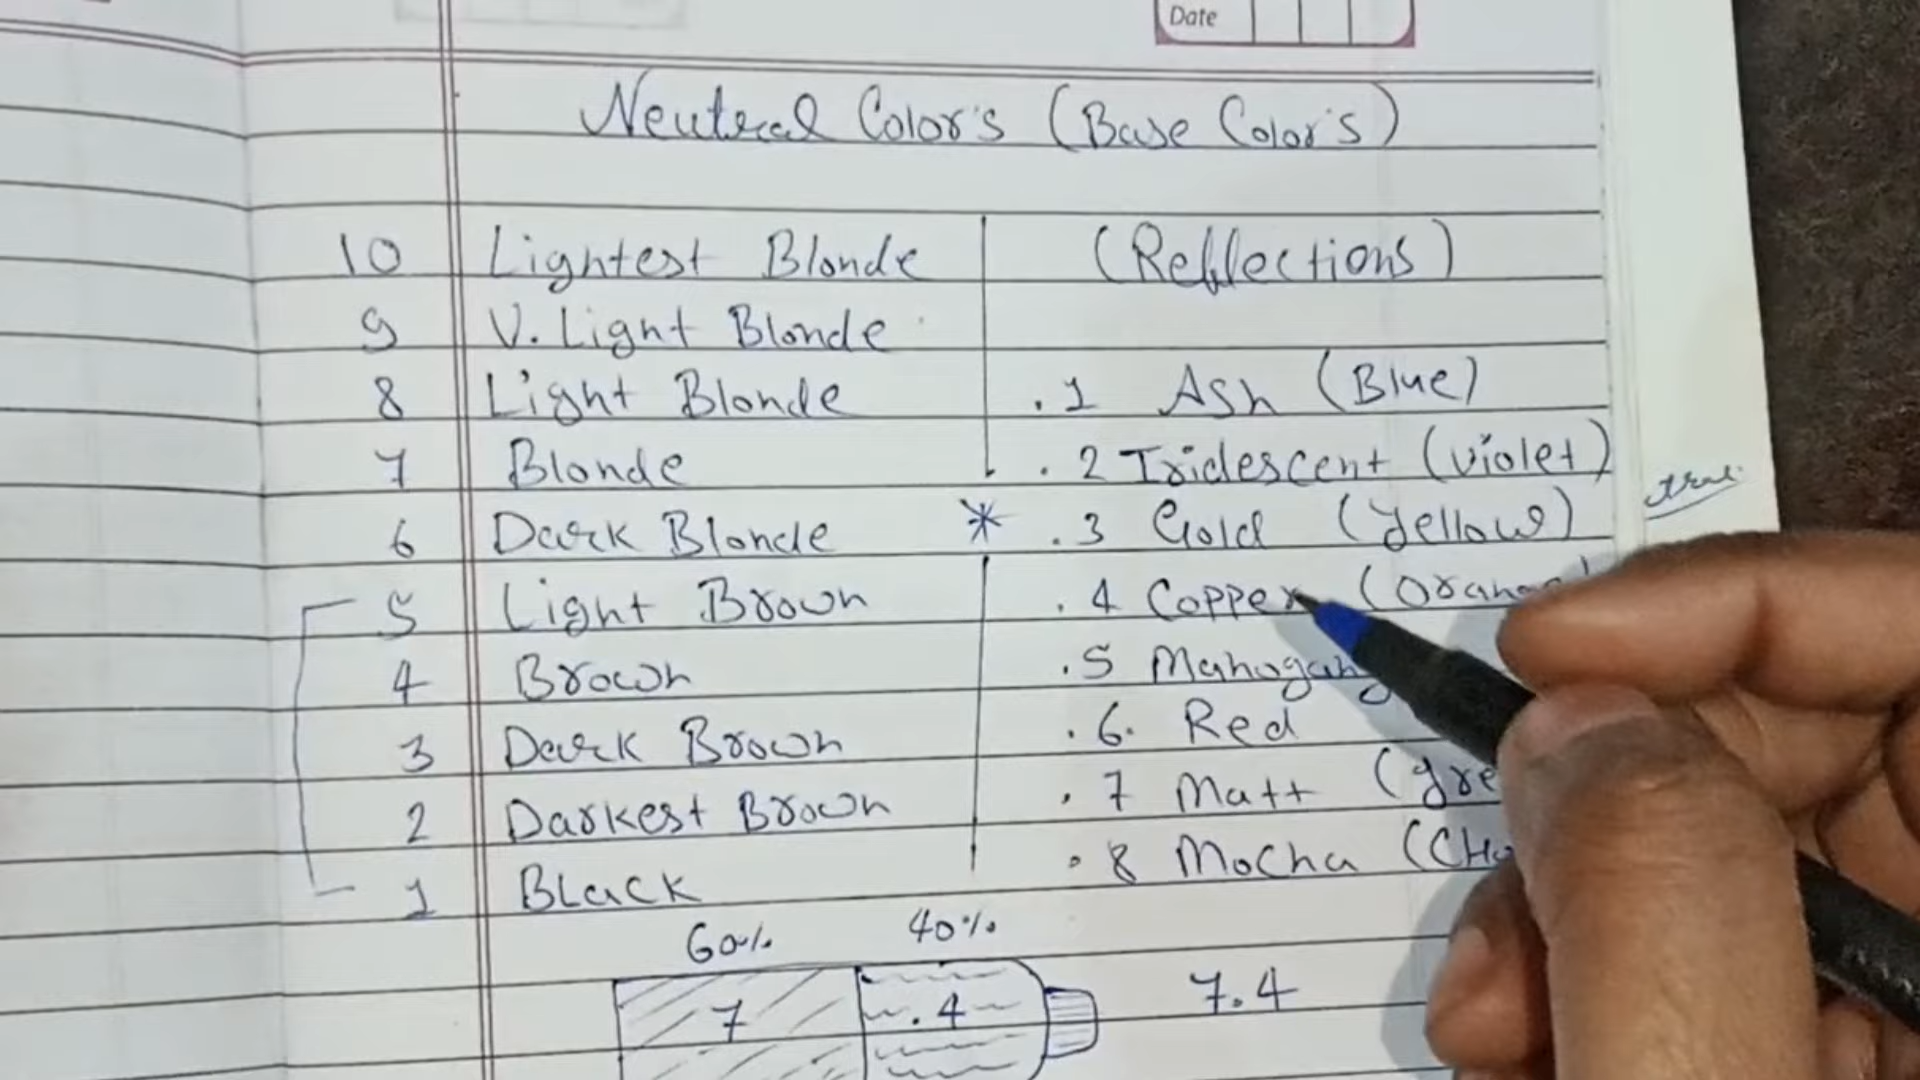 Date
Neutral Color's (Base Color's)
10 Lightest Blonde (Reflections)
9 V. Light Blonde
8 Light Blonde .1 Ash (Blue)
7 Blonde .2 Iridescent (violet)
6 Dark Blonde * .3 Gold (Yellow)
5 Light Brown .4 Copper
4 Brown .5
3 Dark Brown .6. Red
2 Darkest Brown .7 Matt
1 Black .8 Mocha
60% 40%
7 .4 7.4